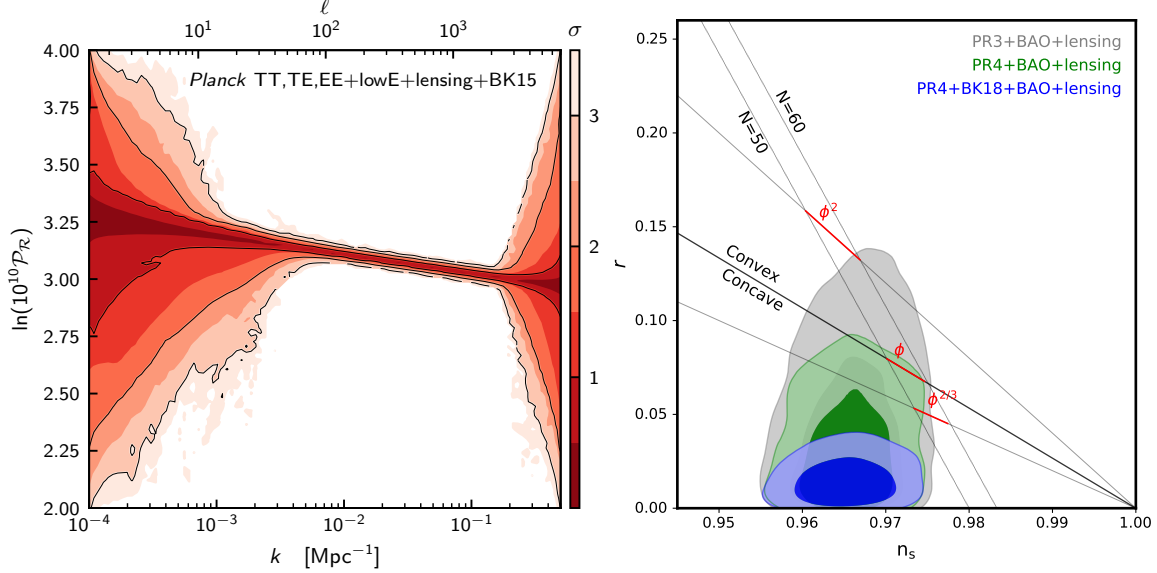 ℓ
10¹ 10² 10³ σ
4.00
3.75
3.50
3.25
3.00
2.75
2.50
2.25
2.00
ln(10¹⁰𝒫_ℛ)
Planck TT,TE,EE+lowE+lensing+BK15
3
2
1
10⁻⁴ 10⁻³ 10⁻² 10⁻¹
k [Mpc⁻¹]
0.25
0.20
0.15
0.10
0.05
0.00
r
PR3+BAO+lensing
PR4+BAO+lensing
PR4+BK18+BAO+lensing
N=60
N=50
ϕ²
Convex
Concave
ϕ
ϕ^2/3
0.95 0.96 0.97 0.98 0.99 1.00
nₛ